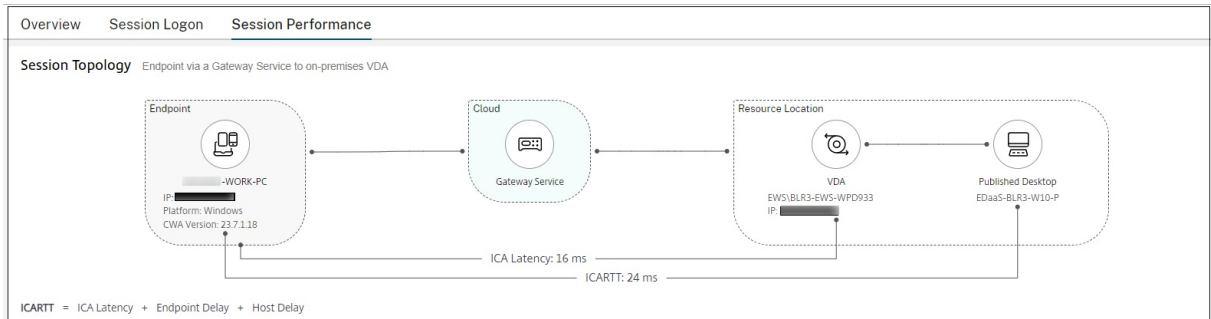 Overview Session Logon Session Performance
Session Topology Endpoint via a Gateway Service to on-premises VDA
Endpoint
-WORK-PC
IP:
Platform: Windows
CWA Version: 23.7.1.18
Cloud
Gateway Service
Resource Location
VDA
EWS\BLR3-EWS-WPD933
IP:
Published Desktop
EDaaS-BLR3-W10-P
ICA Latency: 16 ms
ICARTT: 24 ms
ICARTT = ICA Latency + Endpoint Delay + Host Delay